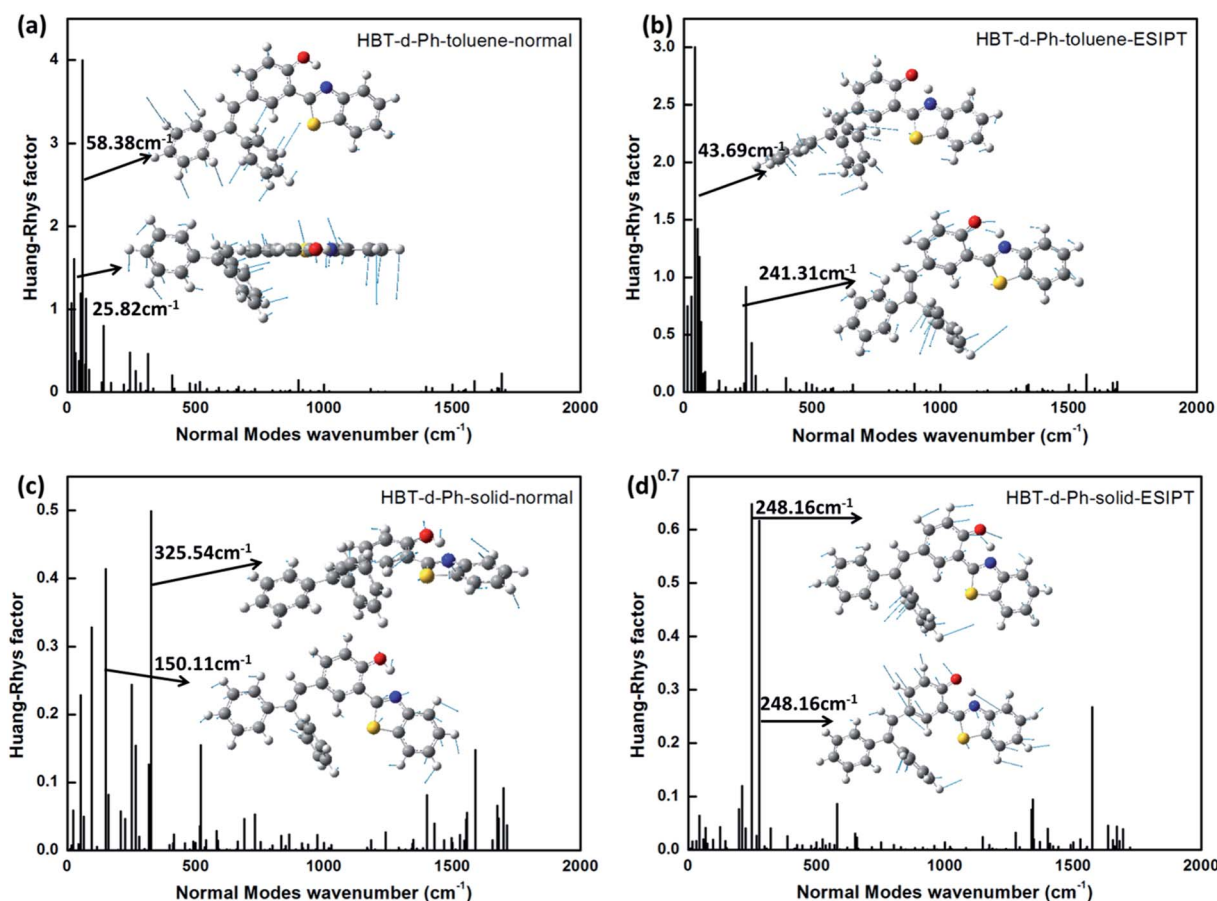 (a)
HBT-d-Ph-toluene-normal
Huang-Rhys factor
4
3
2
1
0
58.38cm-1
25.82cm-1
0 500 1000 1500 2000
Normal Modes wavenumber (cm-1)
(b)
HBT-d-Ph-toluene-ESIPT
Huang-Rhys factor
3.0
2.5
2.0
1.5
1.0
0.5
0.0
43.69cm-1
241.31cm-1
0 500 1000 1500 2000
Normal Modes wavenumber (cm-1)
(c)
HBT-d-Ph-solid-normal
Huang-Rhys factor
0.5
0.4
0.3
0.2
0.1
0.0
325.54cm-1
150.11cm-1
0 500 1000 1500 2000
Normal Modes wavenumber (cm-1)
(d)
HBT-d-Ph-solid-ESIPT
Huang-Rhys factor
0.7
0.6
0.5
0.4
0.3
0.2
0.1
0.0
248.16cm-1
248.16cm-1
0 500 1000 1500 2000
Normal Modes wavenumber (cm-1)